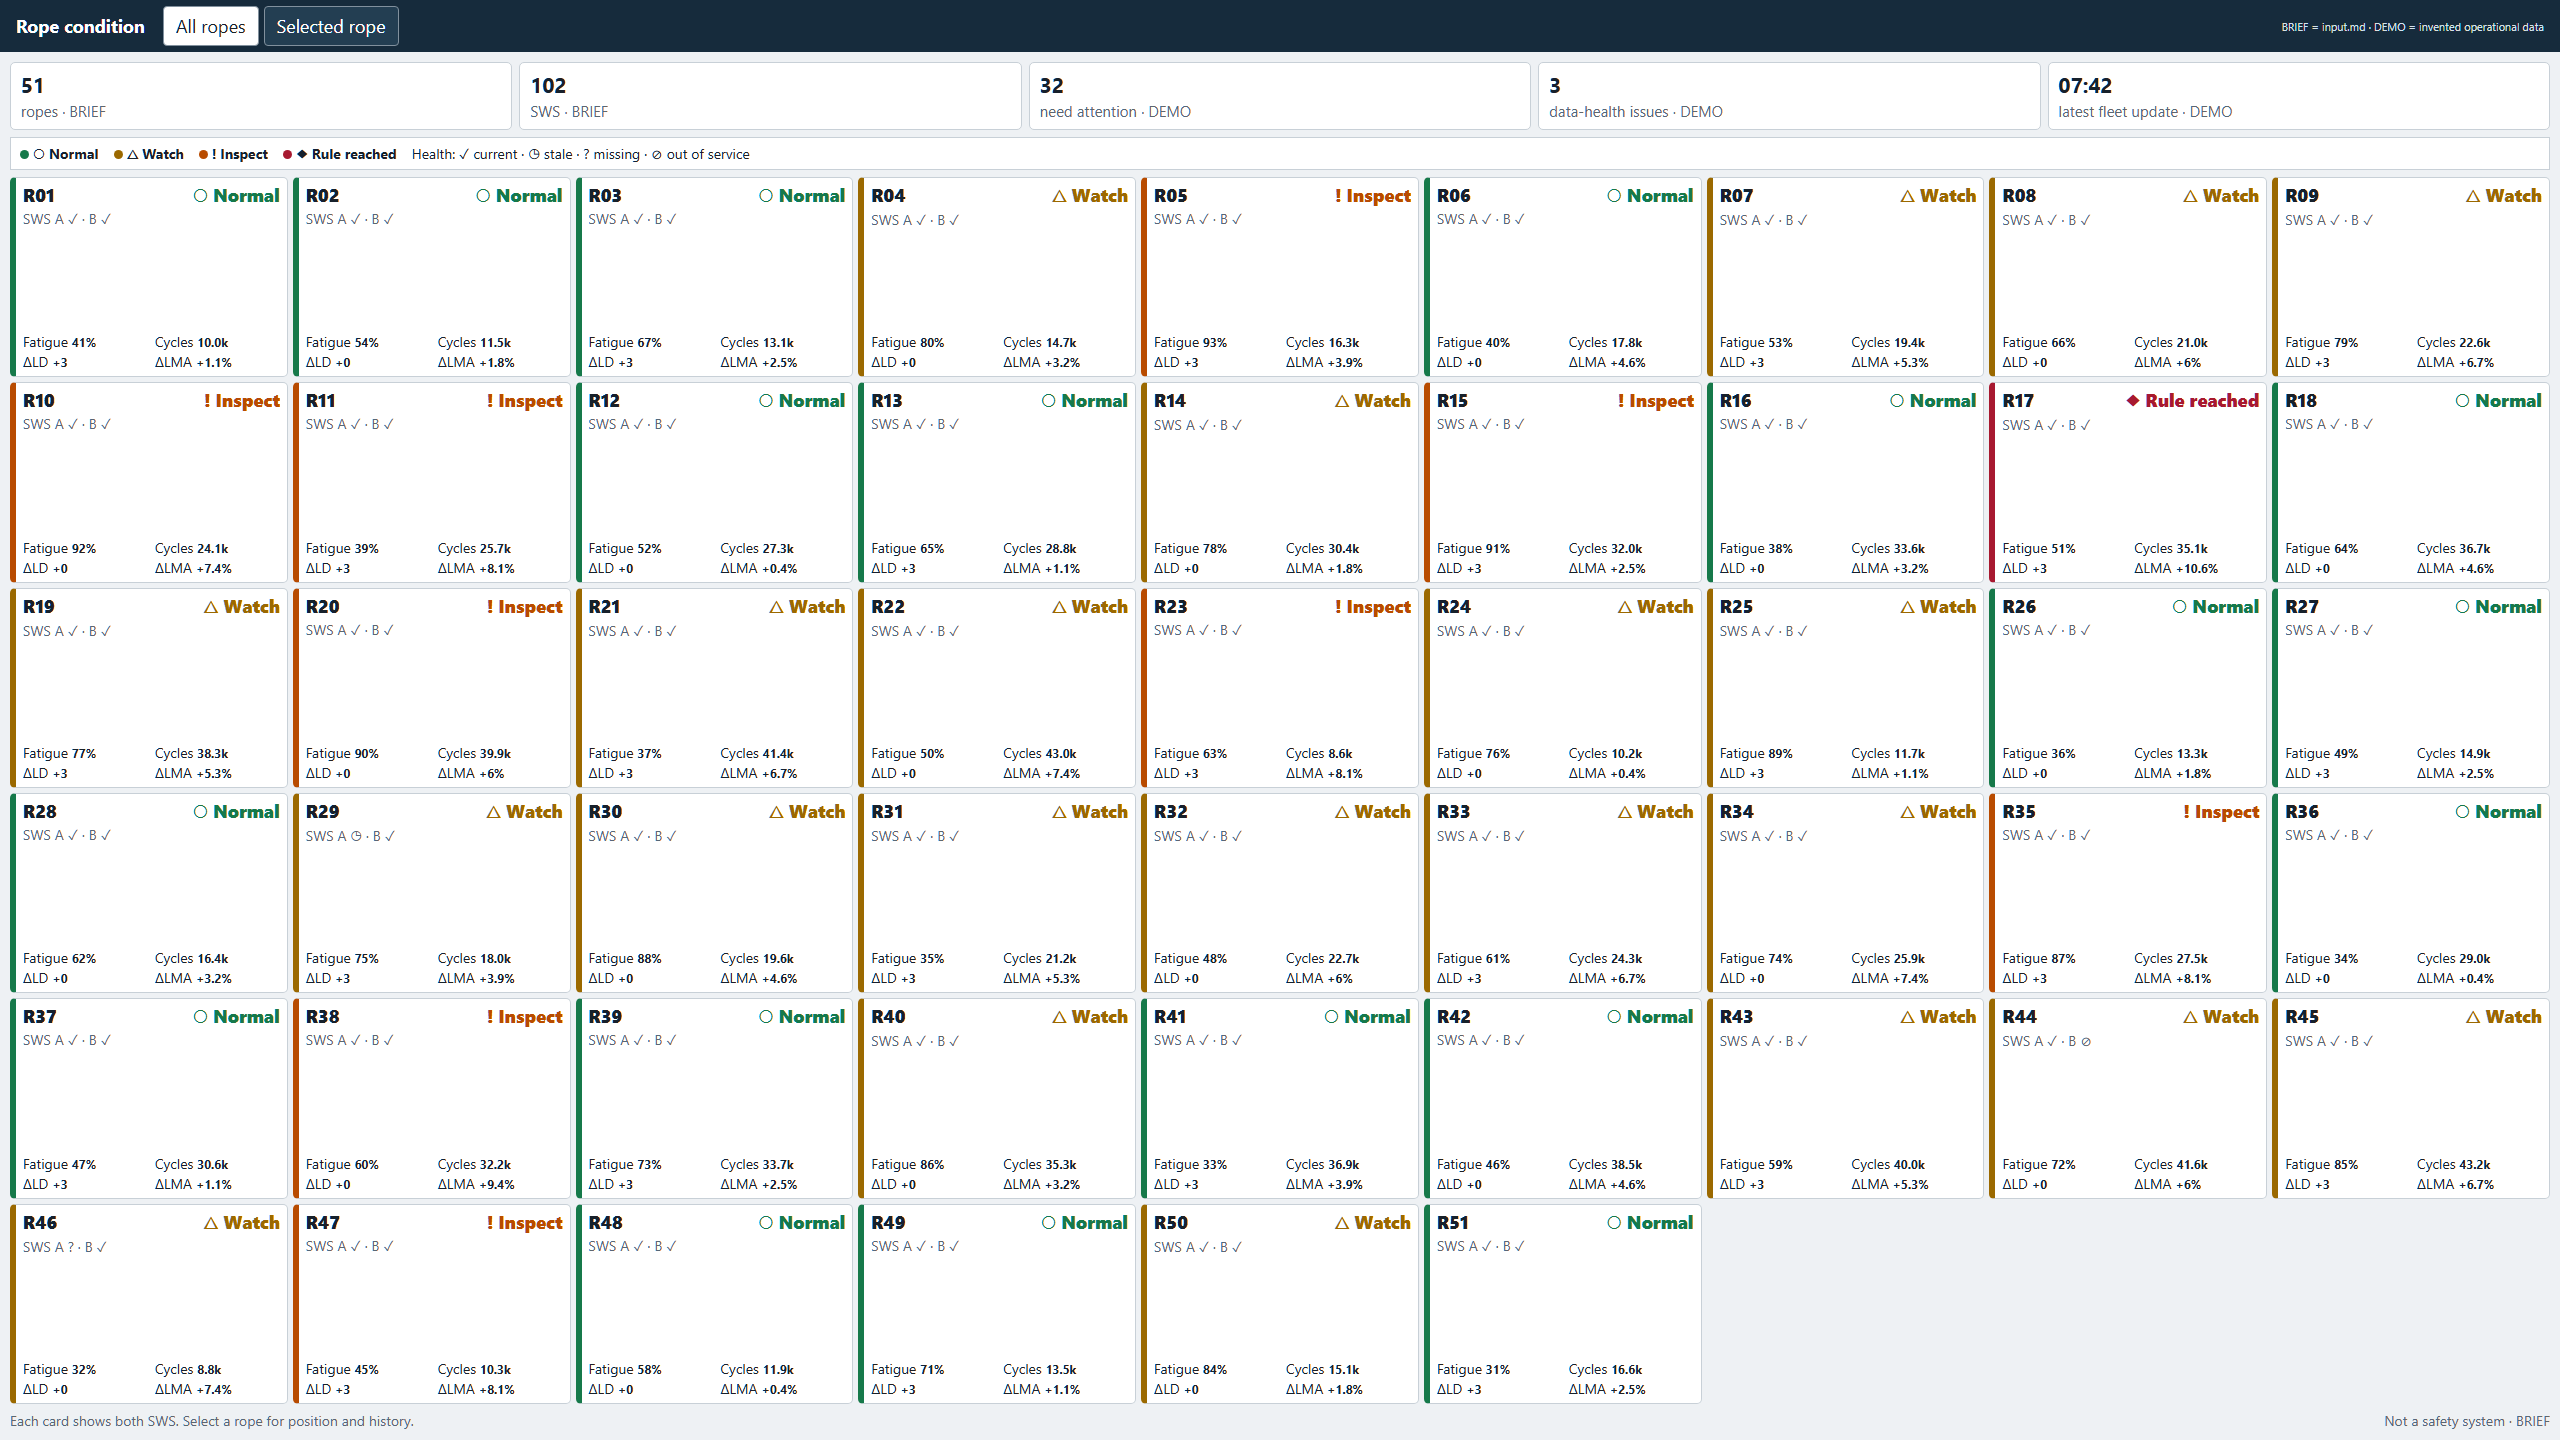 Rope condition All ropes Selected rope BRIEF = input.md · DEMO = invented operational data
51 102 32 3 07:42
ropes · BRIEF SWS · BRIEF need attention · DEMO data-health issues · DEMO latest fleet update · DEMO
○ Normal △ Watch ! Inspect ◆ Rule reached Health: ✓ current · ◷ stale · ? missing · ⊘ out of service
R01 ○ Normal R02 ○ Normal R03 ○ Normal R04 △ Watch R05 ! Inspect R06 ○ Normal R07 △ Watch R08 △ Watch R09 △ Watch
SWS A ✓ · B ✓ SWS A ✓ · B ✓ SWS A ✓ · B ✓ SWS A ✓ · B ✓ SWS A ✓ · B ✓ SWS A ✓ · B ✓ SWS A ✓ · B ✓ SWS A ✓ · B ✓ SWS A ✓ · B ✓
Fatigue 41% Cycles 10.0k Fatigue 54% Cycles 11.5k Fatigue 67% Cycles 13.1k Fatigue 80% Cycles 14.7k Fatigue 93% Cycles 16.3k Fatigue 40% Cycles 17.8k Fatigue 53% Cycles 19.4k Fatigue 66% Cycles 21.0k Fatigue 79% Cycles 22.6k
ΔLD +3 ΔLMA +1.1% ΔLD +0 ΔLMA +1.8% ΔLD +3 ΔLMA +2.5% ΔLD +0 ΔLMA +3.2% ΔLD +3 ΔLMA +3.9% ΔLD +0 ΔLMA +4.6% ΔLD +3 ΔLMA +5.3% ΔLD +0 ΔLMA +6% ΔLD +3 ΔLMA +6.7%
R10 ! Inspect R11 ! Inspect R12 ○ Normal R13 ○ Normal R14 △ Watch R15 ! Inspect R16 ○ Normal R17 ◆ Rule reached R18 ○ Normal
SWS A ✓ · B ✓ SWS A ✓ · B ✓ SWS A ✓ · B ✓ SWS A ✓ · B ✓ SWS A ✓ · B ✓ SWS A ✓ · B ✓ SWS A ✓ · B ✓ SWS A ✓ · B ✓ SWS A ✓ · B ✓
Fatigue 92% Cycles 24.1k Fatigue 39% Cycles 25.7k Fatigue 52% Cycles 27.3k Fatigue 65% Cycles 28.8k Fatigue 78% Cycles 30.4k Fatigue 91% Cycles 32.0k Fatigue 38% Cycles 33.6k Fatigue 51% Cycles 35.1k Fatigue 64% Cycles 36.7k
ΔLD +0 ΔLMA +7.4% ΔLD +3 ΔLMA +8.1% ΔLD +0 ΔLMA +0.4% ΔLD +3 ΔLMA +1.1% ΔLD +0 ΔLMA +1.8% ΔLD +3 ΔLMA +2.5% ΔLD +0 ΔLMA +3.2% ΔLD +3 ΔLMA +10.6% ΔLD +0 ΔLMA +4.6%
R19 △ Watch R20 ! Inspect R21 △ Watch R22 △ Watch R23 ! Inspect R24 △ Watch R25 △ Watch R26 ○ Normal R27 ○ Normal
SWS A ✓ · B ✓ SWS A ✓ · B ✓ SWS A ✓ · B ✓ SWS A ✓ · B ✓ SWS A ✓ · B ✓ SWS A ✓ · B ✓ SWS A ✓ · B ✓ SWS A ✓ · B ✓ SWS A ✓ · B ✓
Fatigue 77% Cycles 38.3k Fatigue 90% Cycles 39.9k Fatigue 37% Cycles 41.4k Fatigue 50% Cycles 43.0k Fatigue 63% Cycles 8.6k Fatigue 76% Cycles 10.2k Fatigue 89% Cycles 11.7k Fatigue 36% Cycles 13.3k Fatigue 49% Cycles 14.9k
ΔLD +3 ΔLMA +5.3% ΔLD +0 ΔLMA +6% ΔLD +3 ΔLMA +6.7% ΔLD +0 ΔLMA +7.4% ΔLD +3 ΔLMA +8.1% ΔLD +0 ΔLMA +0.4% ΔLD +3 ΔLMA +1.1% ΔLD +0 ΔLMA +1.8% ΔLD +3 ΔLMA +2.5%
R28 ○ Normal R29 △ Watch R30 △ Watch R31 △ Watch R32 △ Watch R33 △ Watch R34 △ Watch R35 ! Inspect R36 ○ Normal
SWS A ✓ · B ✓ SWS A ◷ · B ✓ SWS A ✓ · B ✓ SWS A ✓ · B ✓ SWS A ✓ · B ✓ SWS A ✓ · B ✓ SWS A ✓ · B ✓ SWS A ✓ · B ✓ SWS A ✓ · B ✓
Fatigue 62% Cycles 16.4k Fatigue 75% Cycles 18.0k Fatigue 88% Cycles 19.6k Fatigue 35% Cycles 21.2k Fatigue 48% Cycles 22.7k Fatigue 61% Cycles 24.3k Fatigue 74% Cycles 25.9k Fatigue 87% Cycles 27.5k Fatigue 34% Cycles 29.0k
ΔLD +0 ΔLMA +3.2% ΔLD +3 ΔLMA +3.9% ΔLD +0 ΔLMA +4.6% ΔLD +3 ΔLMA +5.3% ΔLD +0 ΔLMA +6% ΔLD +3 ΔLMA +6.7% ΔLD +0 ΔLMA +7.4% ΔLD +3 ΔLMA +8.1% ΔLD +0 ΔLMA +0.4%
R37 ○ Normal R38 ! Inspect R39 ○ Normal R40 △ Watch R41 ○ Normal R42 ○ Normal R43 △ Watch R44 △ Watch R45 △ Watch
SWS A ✓ · B ✓ SWS A ✓ · B ✓ SWS A ✓ · B ✓ SWS A ✓ · B ✓ SWS A ✓ · B ✓ SWS A ✓ · B ✓ SWS A ✓ · B ✓ SWS A ✓ · B ⊘ SWS A ✓ · B ✓
Fatigue 47% Cycles 30.6k Fatigue 60% Cycles 32.2k Fatigue 73% Cycles 33.7k Fatigue 86% Cycles 35.3k Fatigue 33% Cycles 36.9k Fatigue 46% Cycles 38.5k Fatigue 59% Cycles 40.0k Fatigue 72% Cycles 41.6k Fatigue 85% Cycles 43.2k
ΔLD +3 ΔLMA +1.1% ΔLD +0 ΔLMA +9.4% ΔLD +3 ΔLMA +2.5% ΔLD +0 ΔLMA +3.2% ΔLD +3 ΔLMA +3.9% ΔLD +0 ΔLMA +4.6% ΔLD +3 ΔLMA +5.3% ΔLD +0 ΔLMA +6% ΔLD +3 ΔLMA +6.7%
R46 △ Watch R47 ! Inspect R48 ○ Normal R49 ○ Normal R50 △ Watch R51 ○ Normal
SWS A ? · B ✓ SWS A ✓ · B ✓ SWS A ✓ · B ✓ SWS A ✓ · B ✓ SWS A ✓ · B ✓ SWS A ✓ · B ✓
Fatigue 32% Cycles 8.8k Fatigue 45% Cycles 10.3k Fatigue 58% Cycles 11.9k Fatigue 71% Cycles 13.5k Fatigue 84% Cycles 15.1k Fatigue 31% Cycles 16.6k
ΔLD +0 ΔLMA +7.4% ΔLD +3 ΔLMA +8.1% ΔLD +0 ΔLMA +0.4% ΔLD +3 ΔLMA +1.1% ΔLD +0 ΔLMA +1.8% ΔLD +3 ΔLMA +2.5%
Each card shows both SWS. Select a rope for position and history. Not a safety system · BRIEF